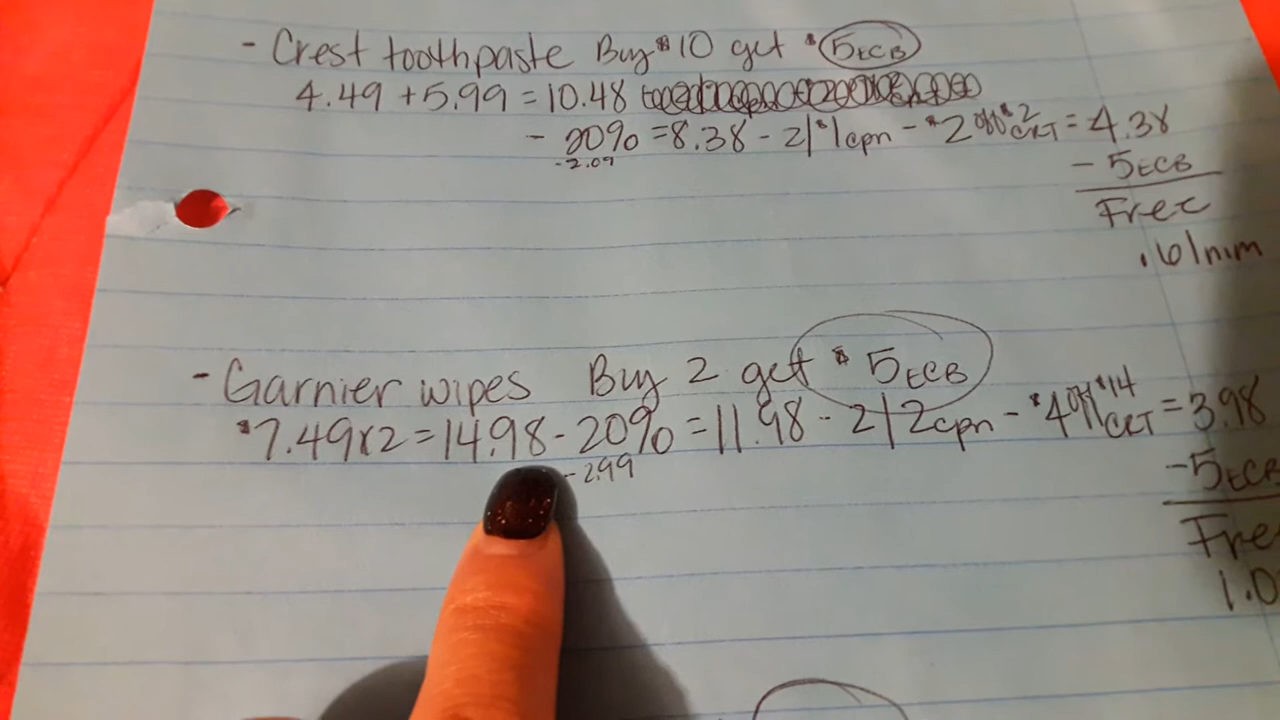 - Crest toothpaste Buy $10 get $5ECB
4.49 + 5.99 = 10.48
- 20% = 8.38 - 2|$1cpn - $2 off $2 CRT = 4.38
-2.09
- 5ECB
Free
.61mm
- Garnier wipes Buy 2 get $5ECB
$7.49x2 = 14.98 - 20% = 11.98 - 2|2cpn - $4 off $14 CRT = 3.98
-2.99
-5ECB
Fre
1.0